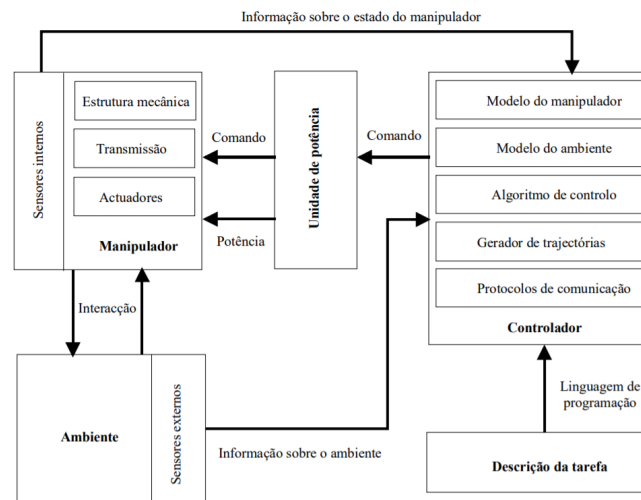 Informação sobre o estado do manipulador
Sensores internos
Estrutura mecânica
Transmissão
Actuadores
Manipulador
Comando
Potência
Unidade de potência
Comando
Modelo do manipulador
Modelo do ambiente
Algoritmo de controlo
Gerador de trajectórias
Protocolos de comunicação
Controlador
Interacção
Linguagem de
programação
Ambiente
Sensores externos
Informação sobre o ambiente
Descrição da tarefa